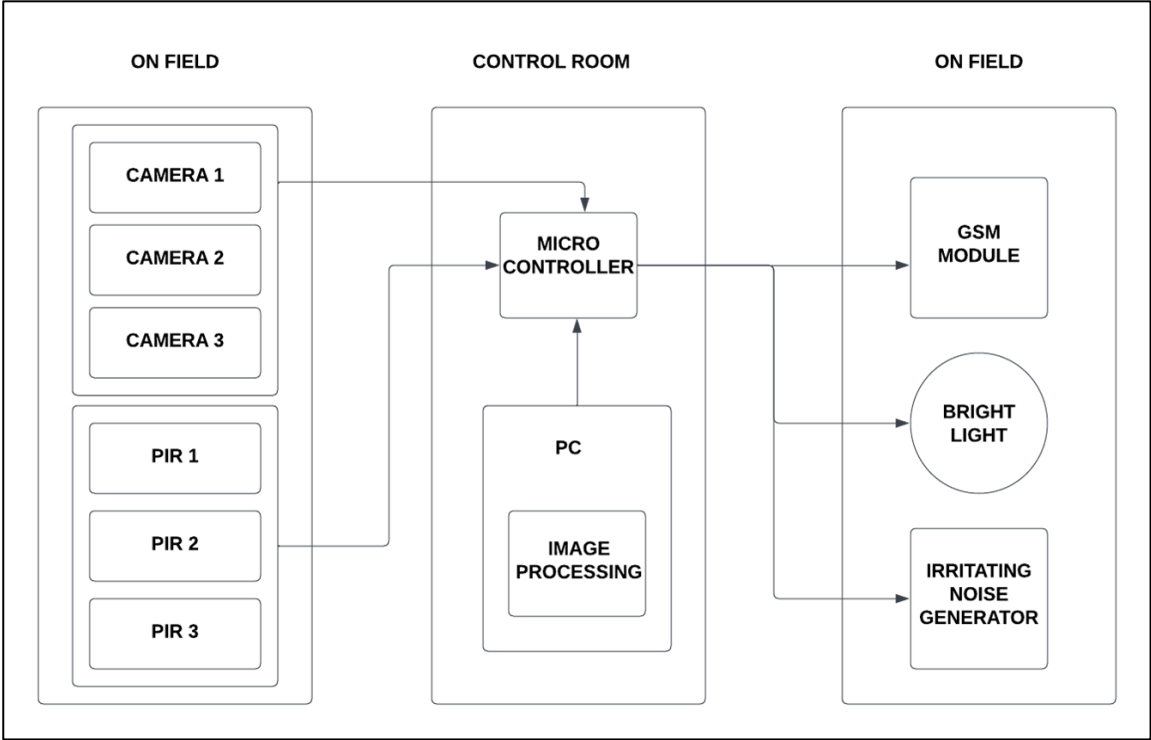 ON FIELD
CONTROL ROOM
ON FIELD
CAMERA 1
CAMERA 2
CAMERA 3
PIR 1
PIR 2
PIR 3
MICRO
CONTROLLER
PC
IMAGE
PROCESSING
GSM
MODULE
BRIGHT
LIGHT
IRRITATING
NOISE
GENERATOR